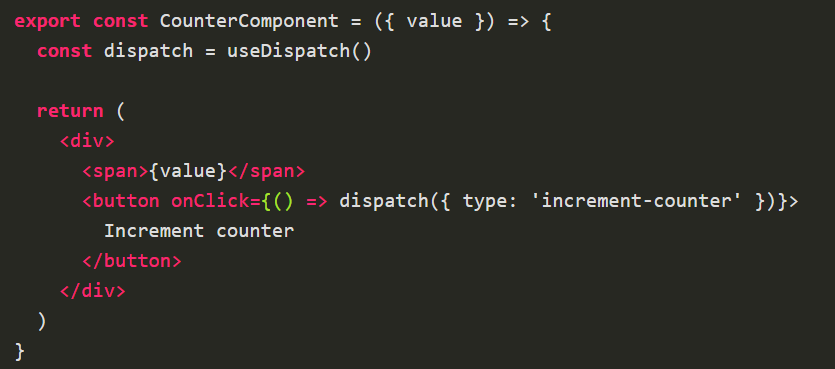 export const CounterComponent = ({ value }) => {
  const dispatch = useDispatch()

  return (
    <div>
      <span>{value}</span>
      <button onClick={() => dispatch({ type: 'increment-counter' })}>
        Increment counter
      </button>
    </div>
  )
}